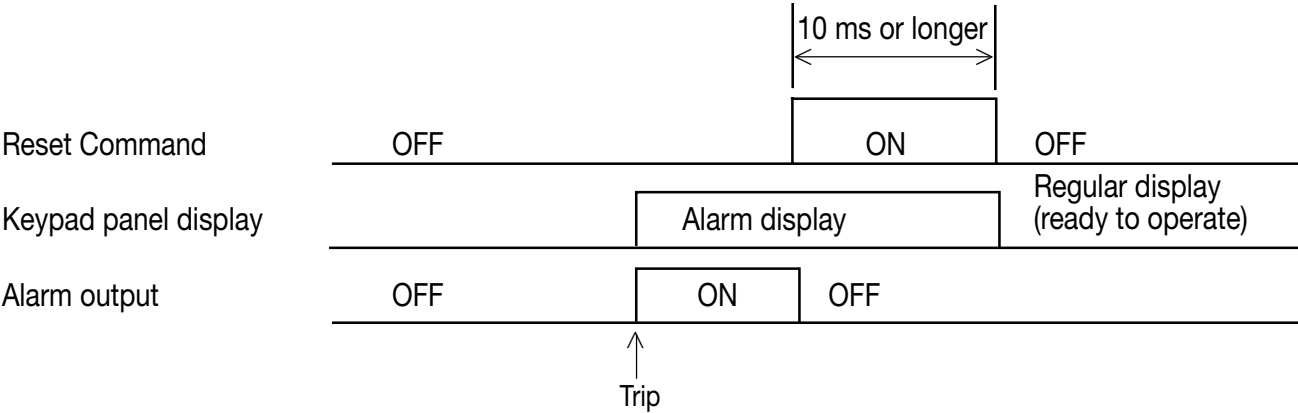 10 ms or longer
Reset Command OFF ON OFF
Keypad panel display Alarm display Regular display
(ready to operate)
Alarm output OFF ON OFF
Trip